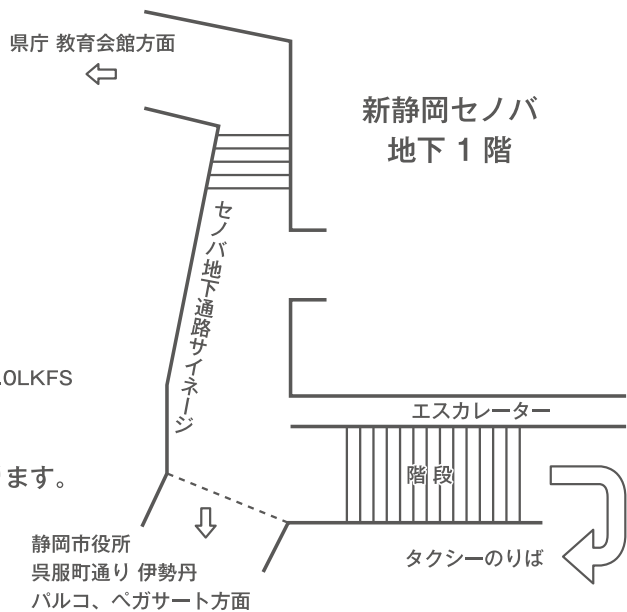 県庁 教育会館方面
新静岡セノバ
地下 1 階
セノバ地下通路サイネージ
.0LKFS
エスカレーター
階段
ます。
タクシーのりば
静岡市役所
呉服町通り 伊勢丹
パルコ、ペガサート方面